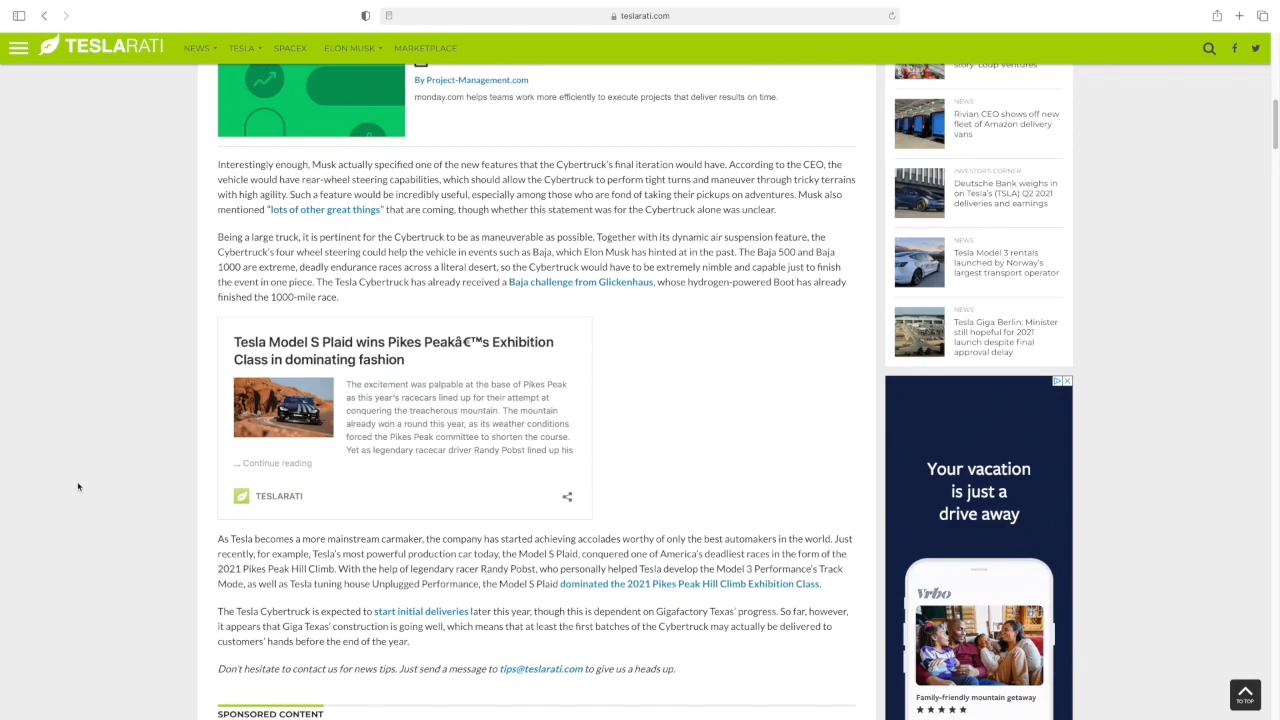 teslarati.com
TESLARATI
NEWS
TESLA
SPACEX
ELON MUSK
MARKETPLACE
By Project-Management.com
monday.com helps teams work more efficiently to execute projects that deliver results on time.
Interestingly enough, Musk actually specified one of the new features that the Cybertruck's final iteration would have. According to the CEO, the
vehicle would have rear-wheel steering capabilities, which should allow the Cybertruck to perform tight turns and maneuver through tricky terrains
with high agility. Such a feature would be incredibly useful, especially among those who are fond of taking their pickups on adventures. Musk also
mentioned “lots of other great things” that are coming, though whether this statement was for the Cybertruck alone was unclear.
Being a large truck, it is pertinent for the Cybertruck to be as maneuverable as possible. Together with its dynamic air suspension feature, the
Cybertruck's four wheel steering could help the vehicle in events such as Baja, which Elon Musk has hinted at in the past. The Baja 500 and Baja
1000 are extreme, deadly endurance races across a literal desert, so the Cybertruck would have to be extremely nimble and capable just to finish
the event in one piece. The Tesla Cybertruck has already received a Baja challenge from Glickenhaus, whose hydrogen-powered Boot has already
finished the 1000-mile race.
Tesla Model S Plaid wins Pikes Peakâ€™s Exhibition
Class in dominating fashion
The excitement was palpable at the base of Pikes Peak
as this year's racecars lined up for their attempt at
conquering the treacherous mountain. The mountain
already won a round this year, as its weather conditions
forced the Pikes Peak committee to shorten the course.
Yet as legendary racecar driver Randy Pobst lined up his
... Continue reading
TESLARATI
As Tesla becomes a more mainstream carmaker, the company has started achieving accolades worthy of only the best automakers in the world. Just
recently, for example, Tesla's most powerful production car today, the Model S Plaid, conquered one of America's deadliest races in the form of the
2021 Pikes Peak Hill Climb. With the help of legendary racer Randy Pobst, who personally helped Tesla develop the Model 3 Performance's Track
Mode, as well as Tesla tuning house Unplugged Performance, the Model S Plaid dominated the 2021 Pikes Peak Hill Climb Exhibition Class.
The Tesla Cybertruck is expected to start initial deliveries later this year, though this is dependent on Gigafactory Texas' progress. So far, however,
it appears that Giga Texas' construction is going well, which means that at least the first batches of the Cybertruck may actually be delivered to
customers' hands before the end of the year.
Don't hesitate to contact us for news tips. Just send a message to tips@teslarati.com to give us a heads up.
SPONSORED CONTENT
story: Loup Ventures
NEWS
Rivian CEO shows off new
fleet of Amazon delivery
vans
INVESTOR'S CORNER
Deutsche Bank weighs in
on Tesla's (TSLA) Q2 2021
deliveries and earnings
NEWS
Tesla Model 3 rentals
launched by Norway's
largest transport operator
NEWS
Tesla Giga Berlin: Minister
still hopeful for 2021
launch despite final
approval delay
Your vacation
is just a
drive away
Vrbo
Family-friendly mountain getaway
TO TOP